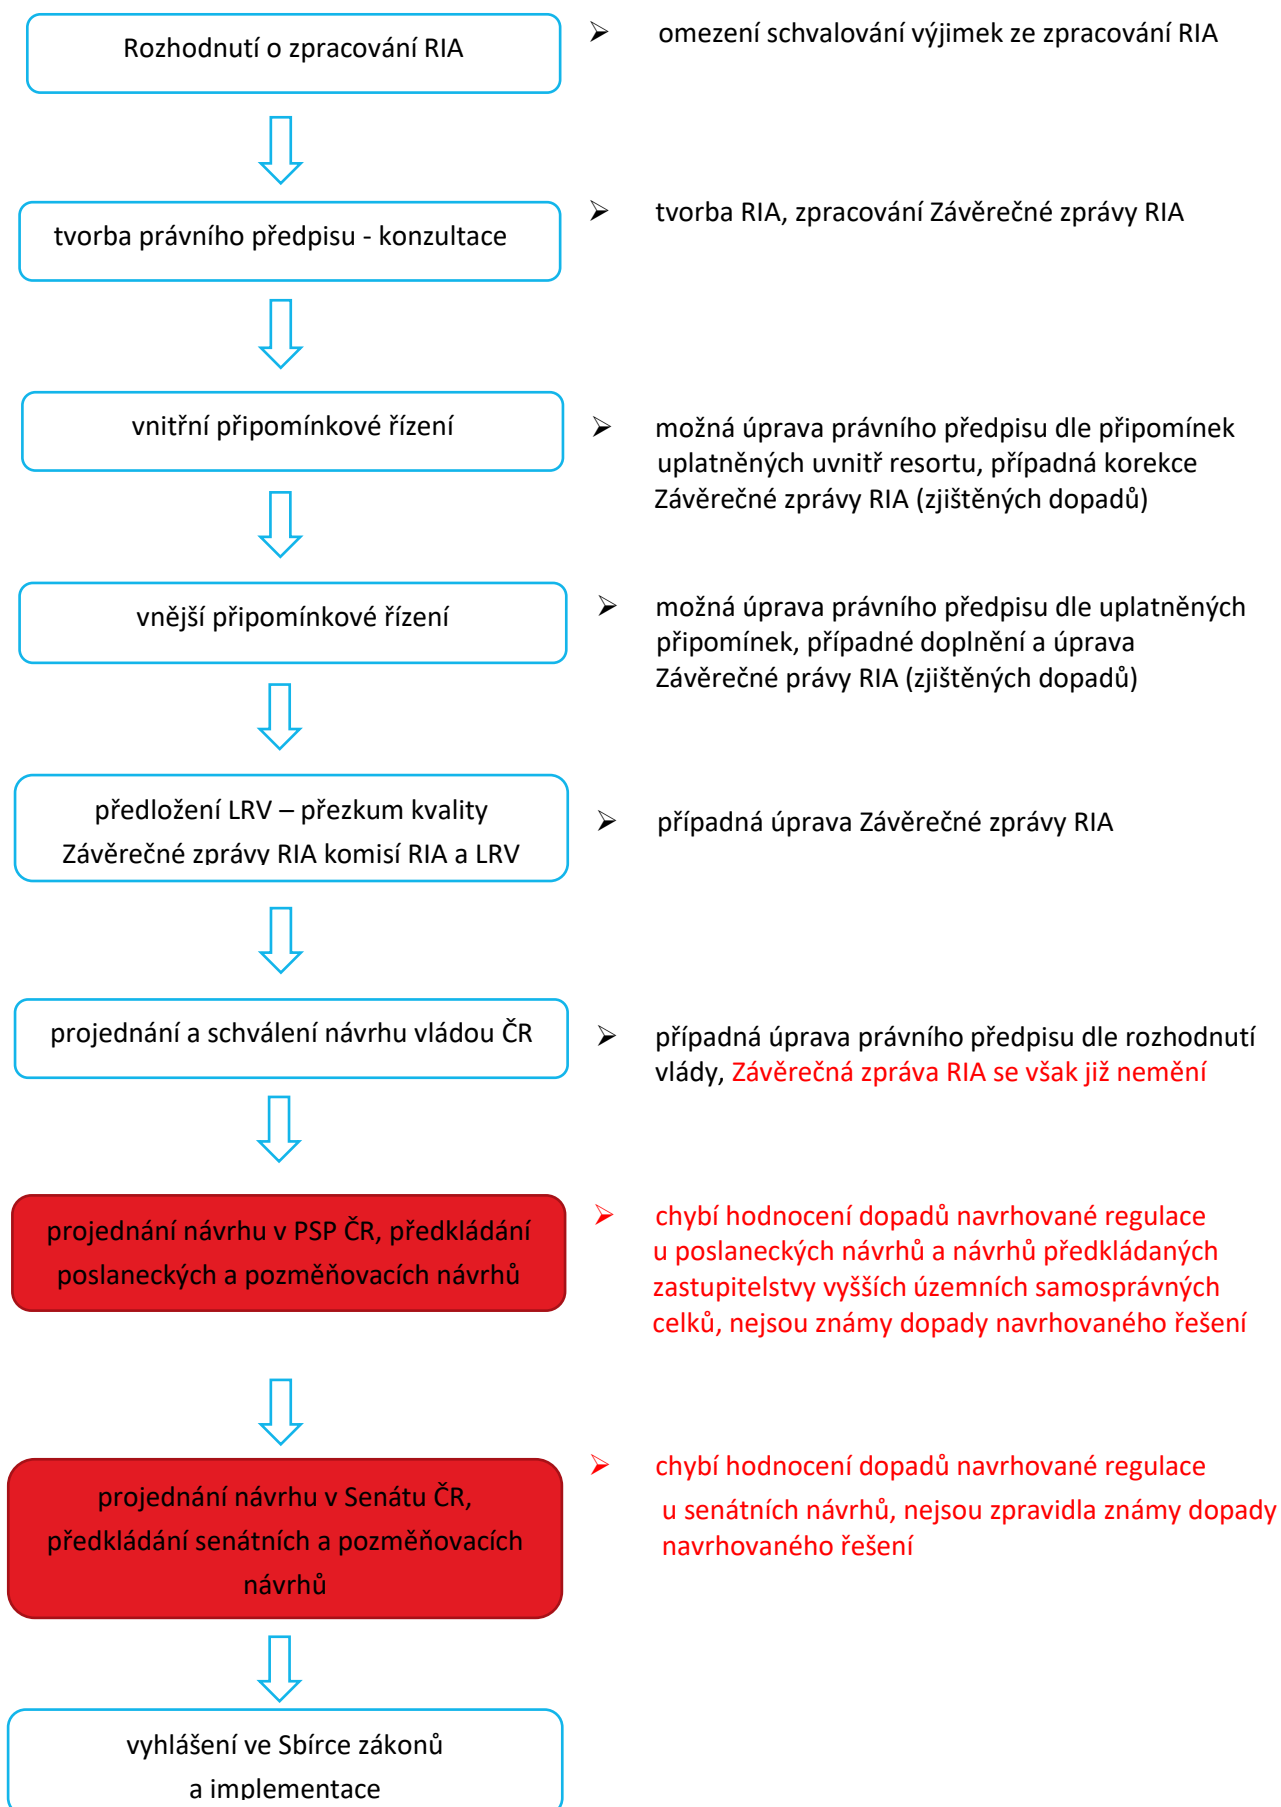 Rozhodnutí o zpracování RIA
➢ omezení schvalování výjimek ze zpracování RIA
tvorba právního předpisu - konzultace
➢ tvorba RIA, zpracování Závěrečné zprávy RIA
vnitřní připomínkové řízení
➢ možná úprava právního předpisu dle připomínek
uplatněných uvnitř resortu, případná korekce
Závěrečné zprávy RIA (zjištěných dopadů)
vnější připomínkové řízení
➢ možná úprava právního předpisu dle uplatněných
připomínek, případné doplnění a úprava
Závěrečné právy RIA (zjištěných dopadů)
předložení LRV – přezkum kvality
Závěrečné zprávy RIA komisí RIA a LRV
➢ případná úprava Závěrečné zprávy RIA
projednání a schválení návrhu vládou ČR
➢ případná úprava právního předpisu dle rozhodnutí
vlády, Závěrečná zpráva RIA se však již nemění
projednání návrhu v PSP ČR, předkládání
poslaneckých a pozměňovacích návrhů
➢ chybí hodnocení dopadů navrhované regulace
u poslaneckých návrhů a návrhů předkládaných
zastupitelstvy vyšších územních samosprávných
celků, nejsou známy dopady navrhovaného řešení
projednání návrhu v Senátu ČR,
předkládání senátních a pozměňovacích
návrhů
➢ chybí hodnocení dopadů navrhované regulace
u senátních návrhů, nejsou zpravidla známy dopady
navrhovaného řešení
vyhlášení ve Sbírce zákonů
a implementace